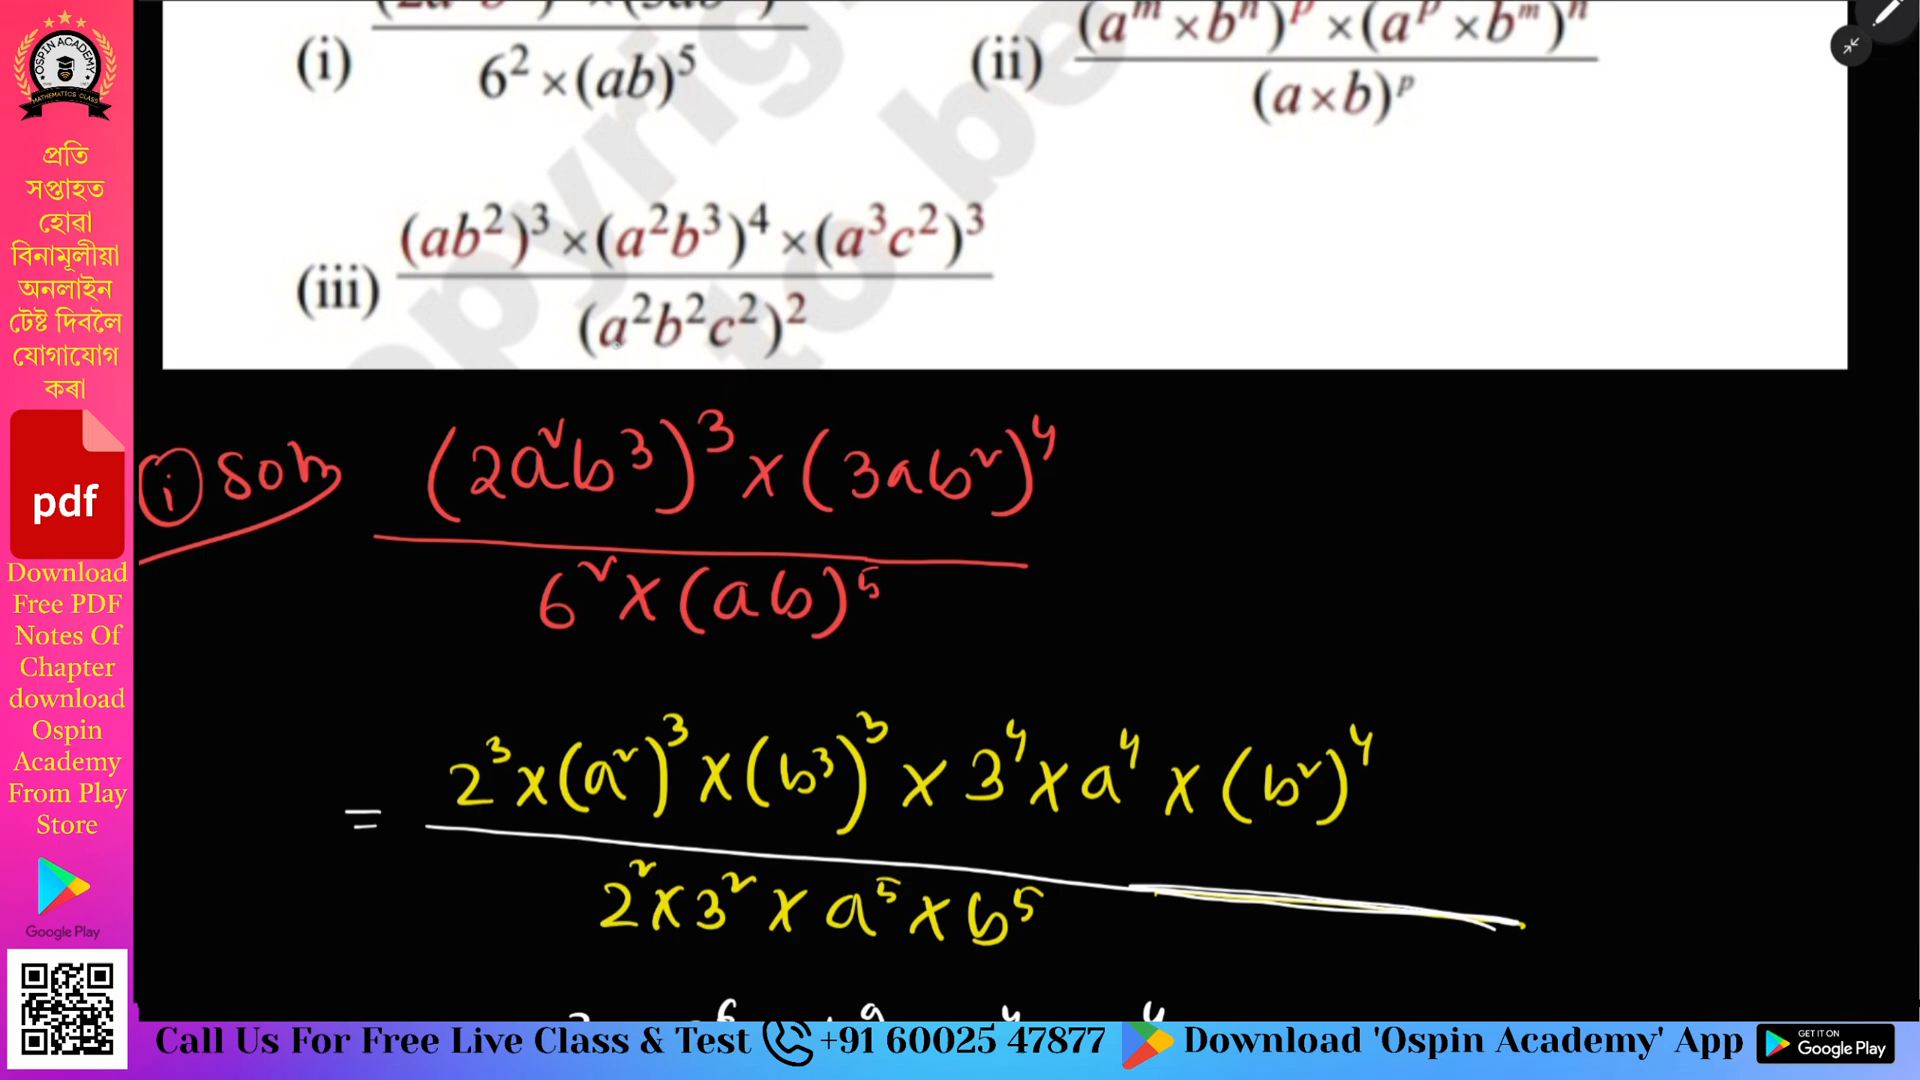 (i) 6² × (ab)⁵
(ii) (aᵐ × bⁿ)ᵖ × (aᵖ × bᵐ)ⁿ
(a × b)ᵖ
(iii) (ab²)³ × (a²b³)⁴ × (a³c²)³
(a²b²c²)²
(i) Soln (2a²b³)³ × (3ab²)⁴
6² × (ab)⁵
= 2³ × (a²)³ × (b³)³ × 3⁴ × a⁴ × (b²)⁴
2² × 3² × a⁵ × b⁵
OSPIN ACADEMY
MATHEMATICS CLASS
প্ৰতি
সপ্তাহত
হোৱা
বিনামূলীয়া
অনলাইন
টেষ্ট দিবলৈ
যোগাযোগ
কৰা
pdf
Download
Free PDF
Notes Of
Chapter
download
Ospin
Academy
From Play
Store
Google Play
Call Us For Free Live Class & Test +91 60025 47877 Download 'Ospin Academy' App GET IT ON Google Play